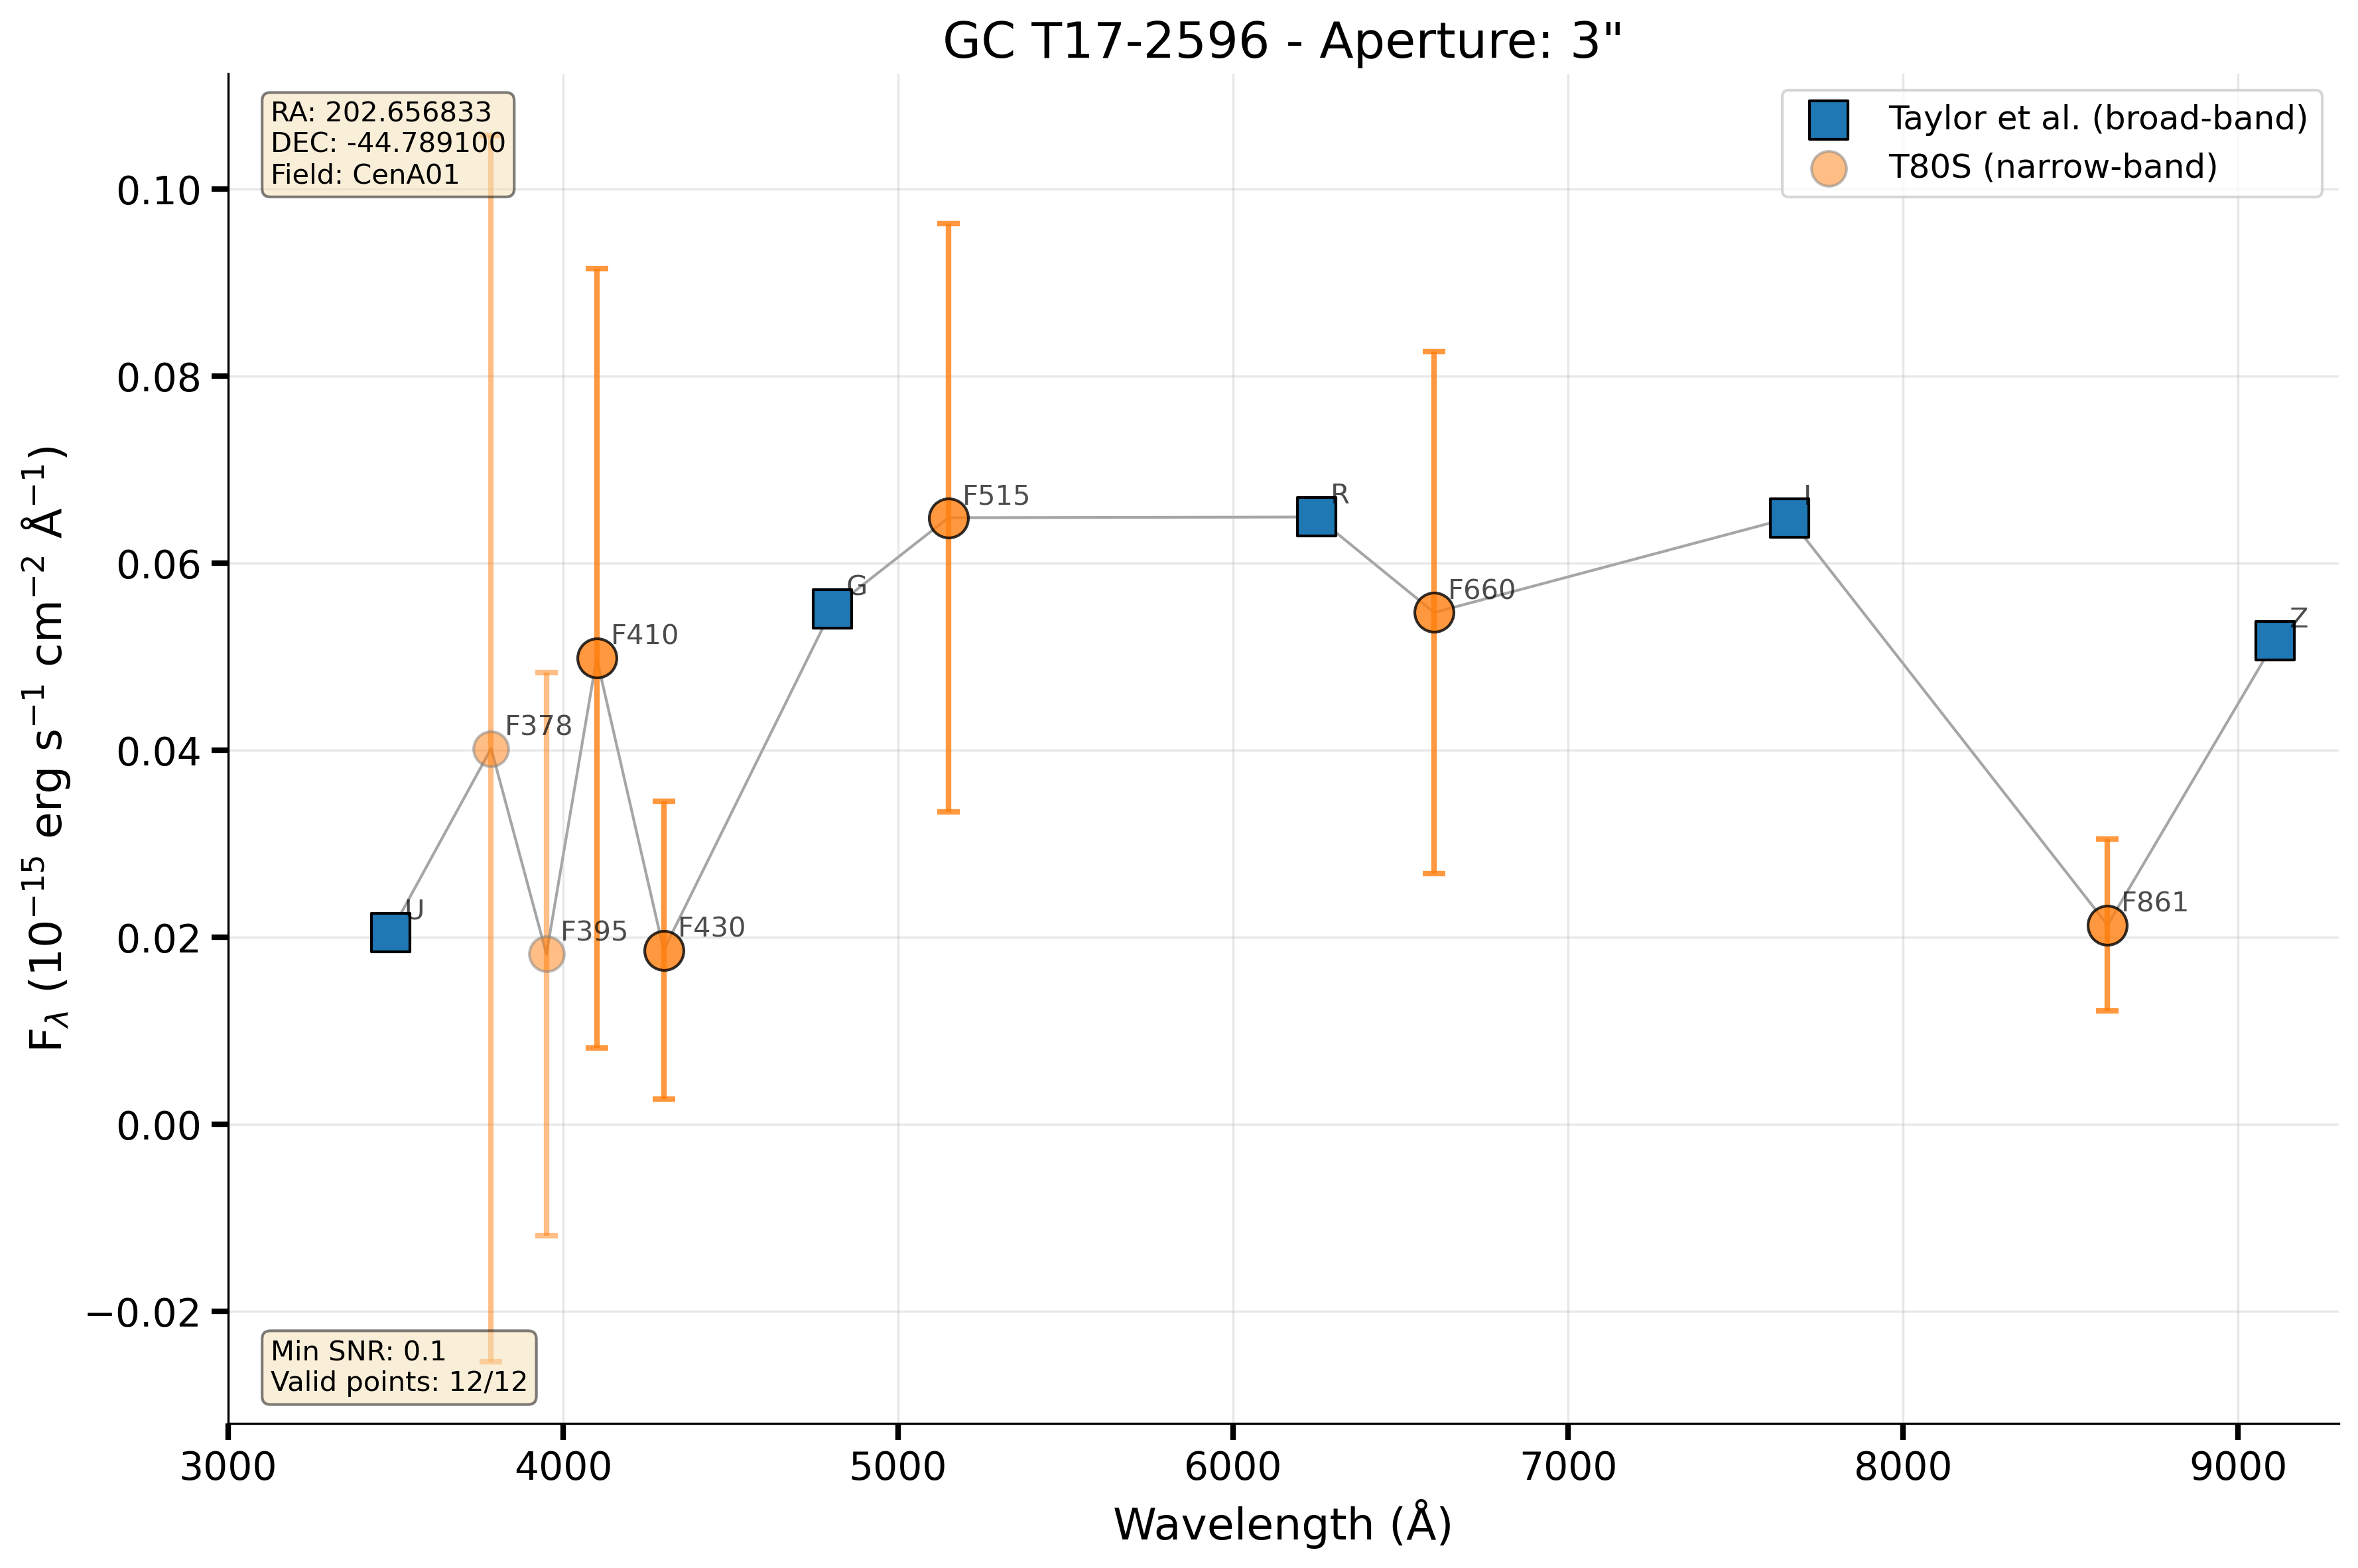 GC T17-2596 - Aperture: 3"
RA: 202.656833
DEC: -44.789100
Field: CenA01
Taylor et al. (broad-band)
T80S (narrow-band)
0.10
0.08
0.06
0.04
0.02
0.00
−0.02
F_λ (10⁻¹⁵ erg s⁻¹ cm⁻² Å⁻¹)
U
F378
F395
F410
F430
G
F515
R
F660
I
F861
Z
Min SNR: 0.1
Valid points: 12/12
3000 4000 5000 6000 7000 8000 9000
Wavelength (Å)